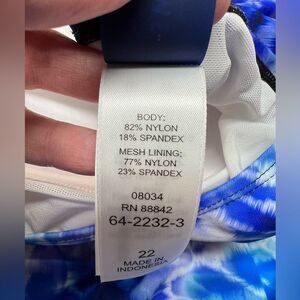 BODY:
82% NYLON
18% SPANDEX
MESH LINING:
77% NYLON
23% SPANDEX
08034
RN 88842
64-2232-3
22
MADE IN
INDONESIA